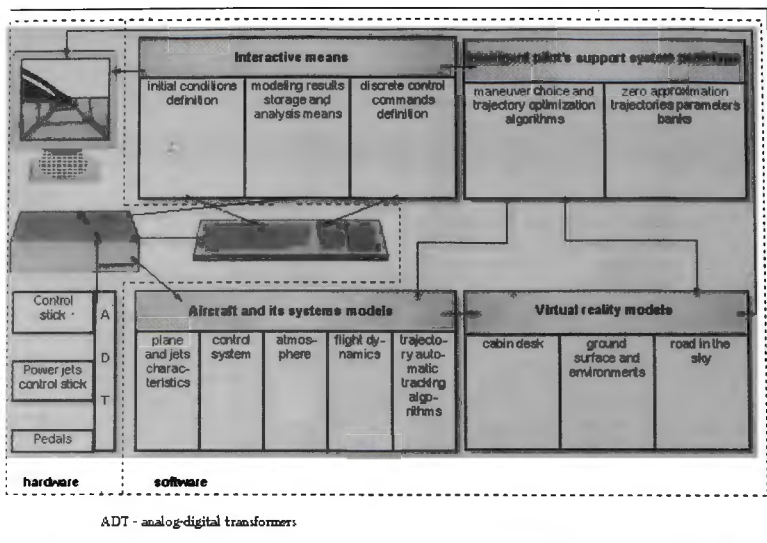 Interactive means
pilot's support system prototype
initial conditions
definition
modeling results
storage and
analysis means
discrete control
commands
definition
maneuver choice and
trajectory optimization
algorithms
zero approximation
trajectories parameters
banks
Control
stick
Power jets
control stick
Pedals
A
D
T
Aircraft and its systems models
plane
and jets
charac-
teristics
control
system
atmos-
phere
flight dy-
namics
trajecto-
ry auto-
matic
tracking
algo-
rithms
Virtual reality models
cabin desk
ground
surface and
environments
road in the
sky
hardware
software
ADT - analog-digital transformers